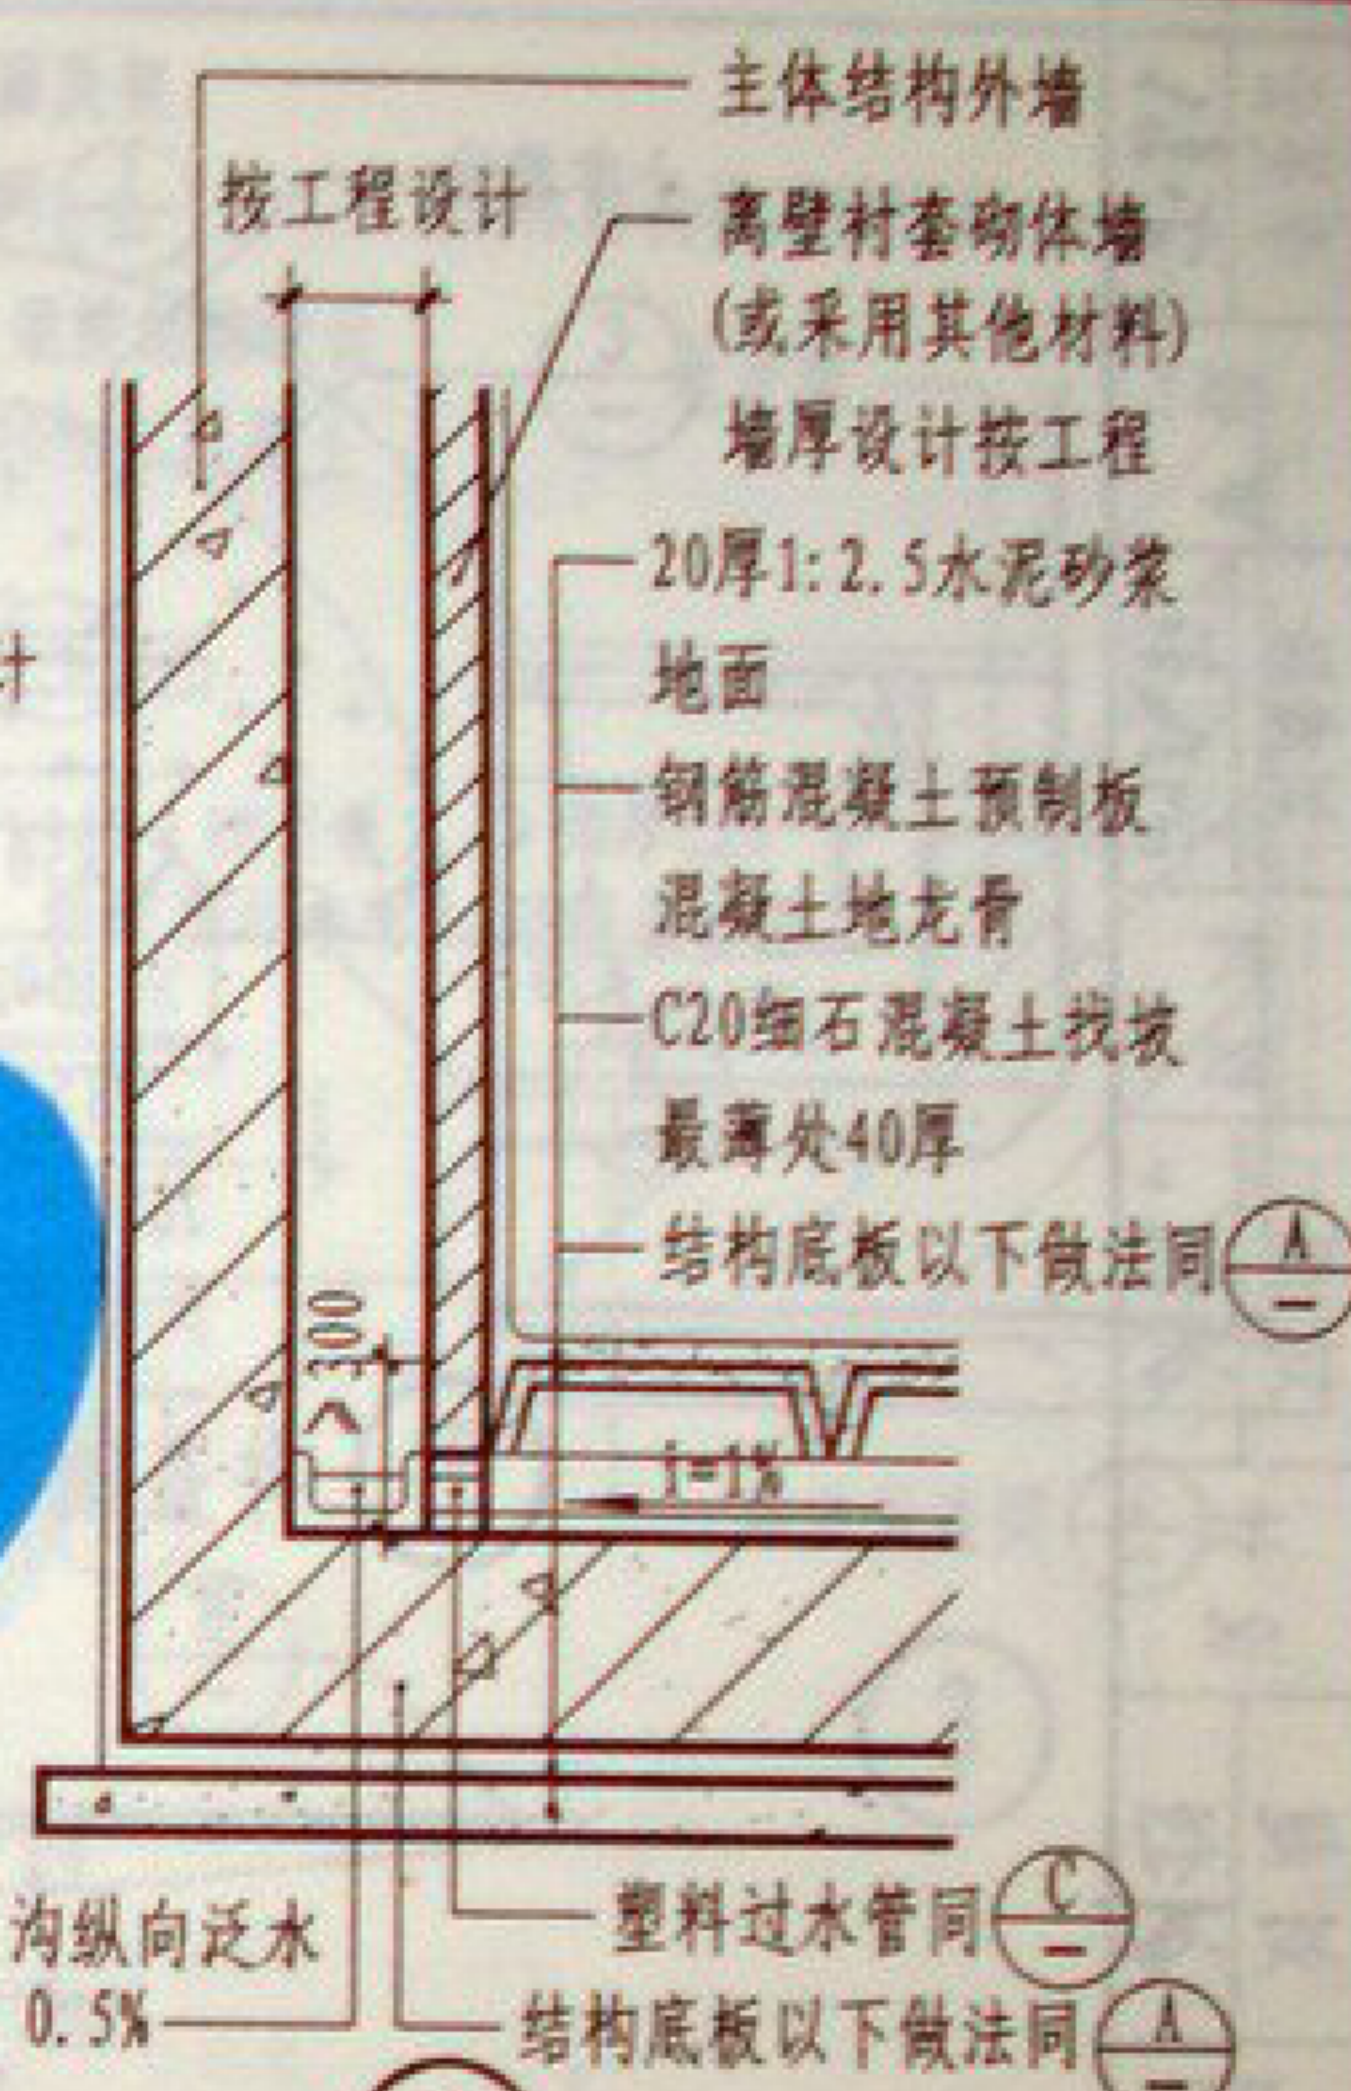 主体结构外墙
按工程设计
离壁衬套砌体墙
(或采用其他材料)
墙厚设计按工程
20厚1:2.5水泥砂浆
地面
计
钢筋混凝土预制板
混凝土地龙骨
C20细石混凝土找坡
最薄处40厚
结构底板以下做法同 A
—
>300
i=1%
沟纵向泛水
0.5%
塑料过水管同 C
—
结构底板以下做法同 A
—